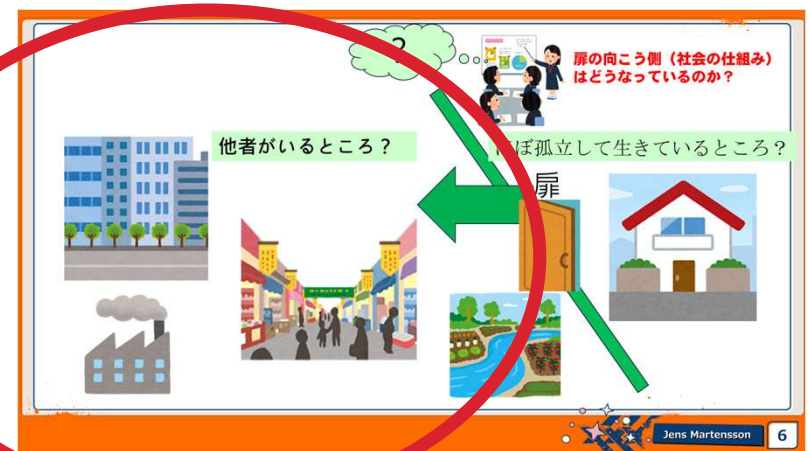 ?
扉の向こう側（社会の仕組み）
はどうなっているのか？
他者がいるところ？
ぼ孤立して生きているところ？
扉
Jens Martensson
6